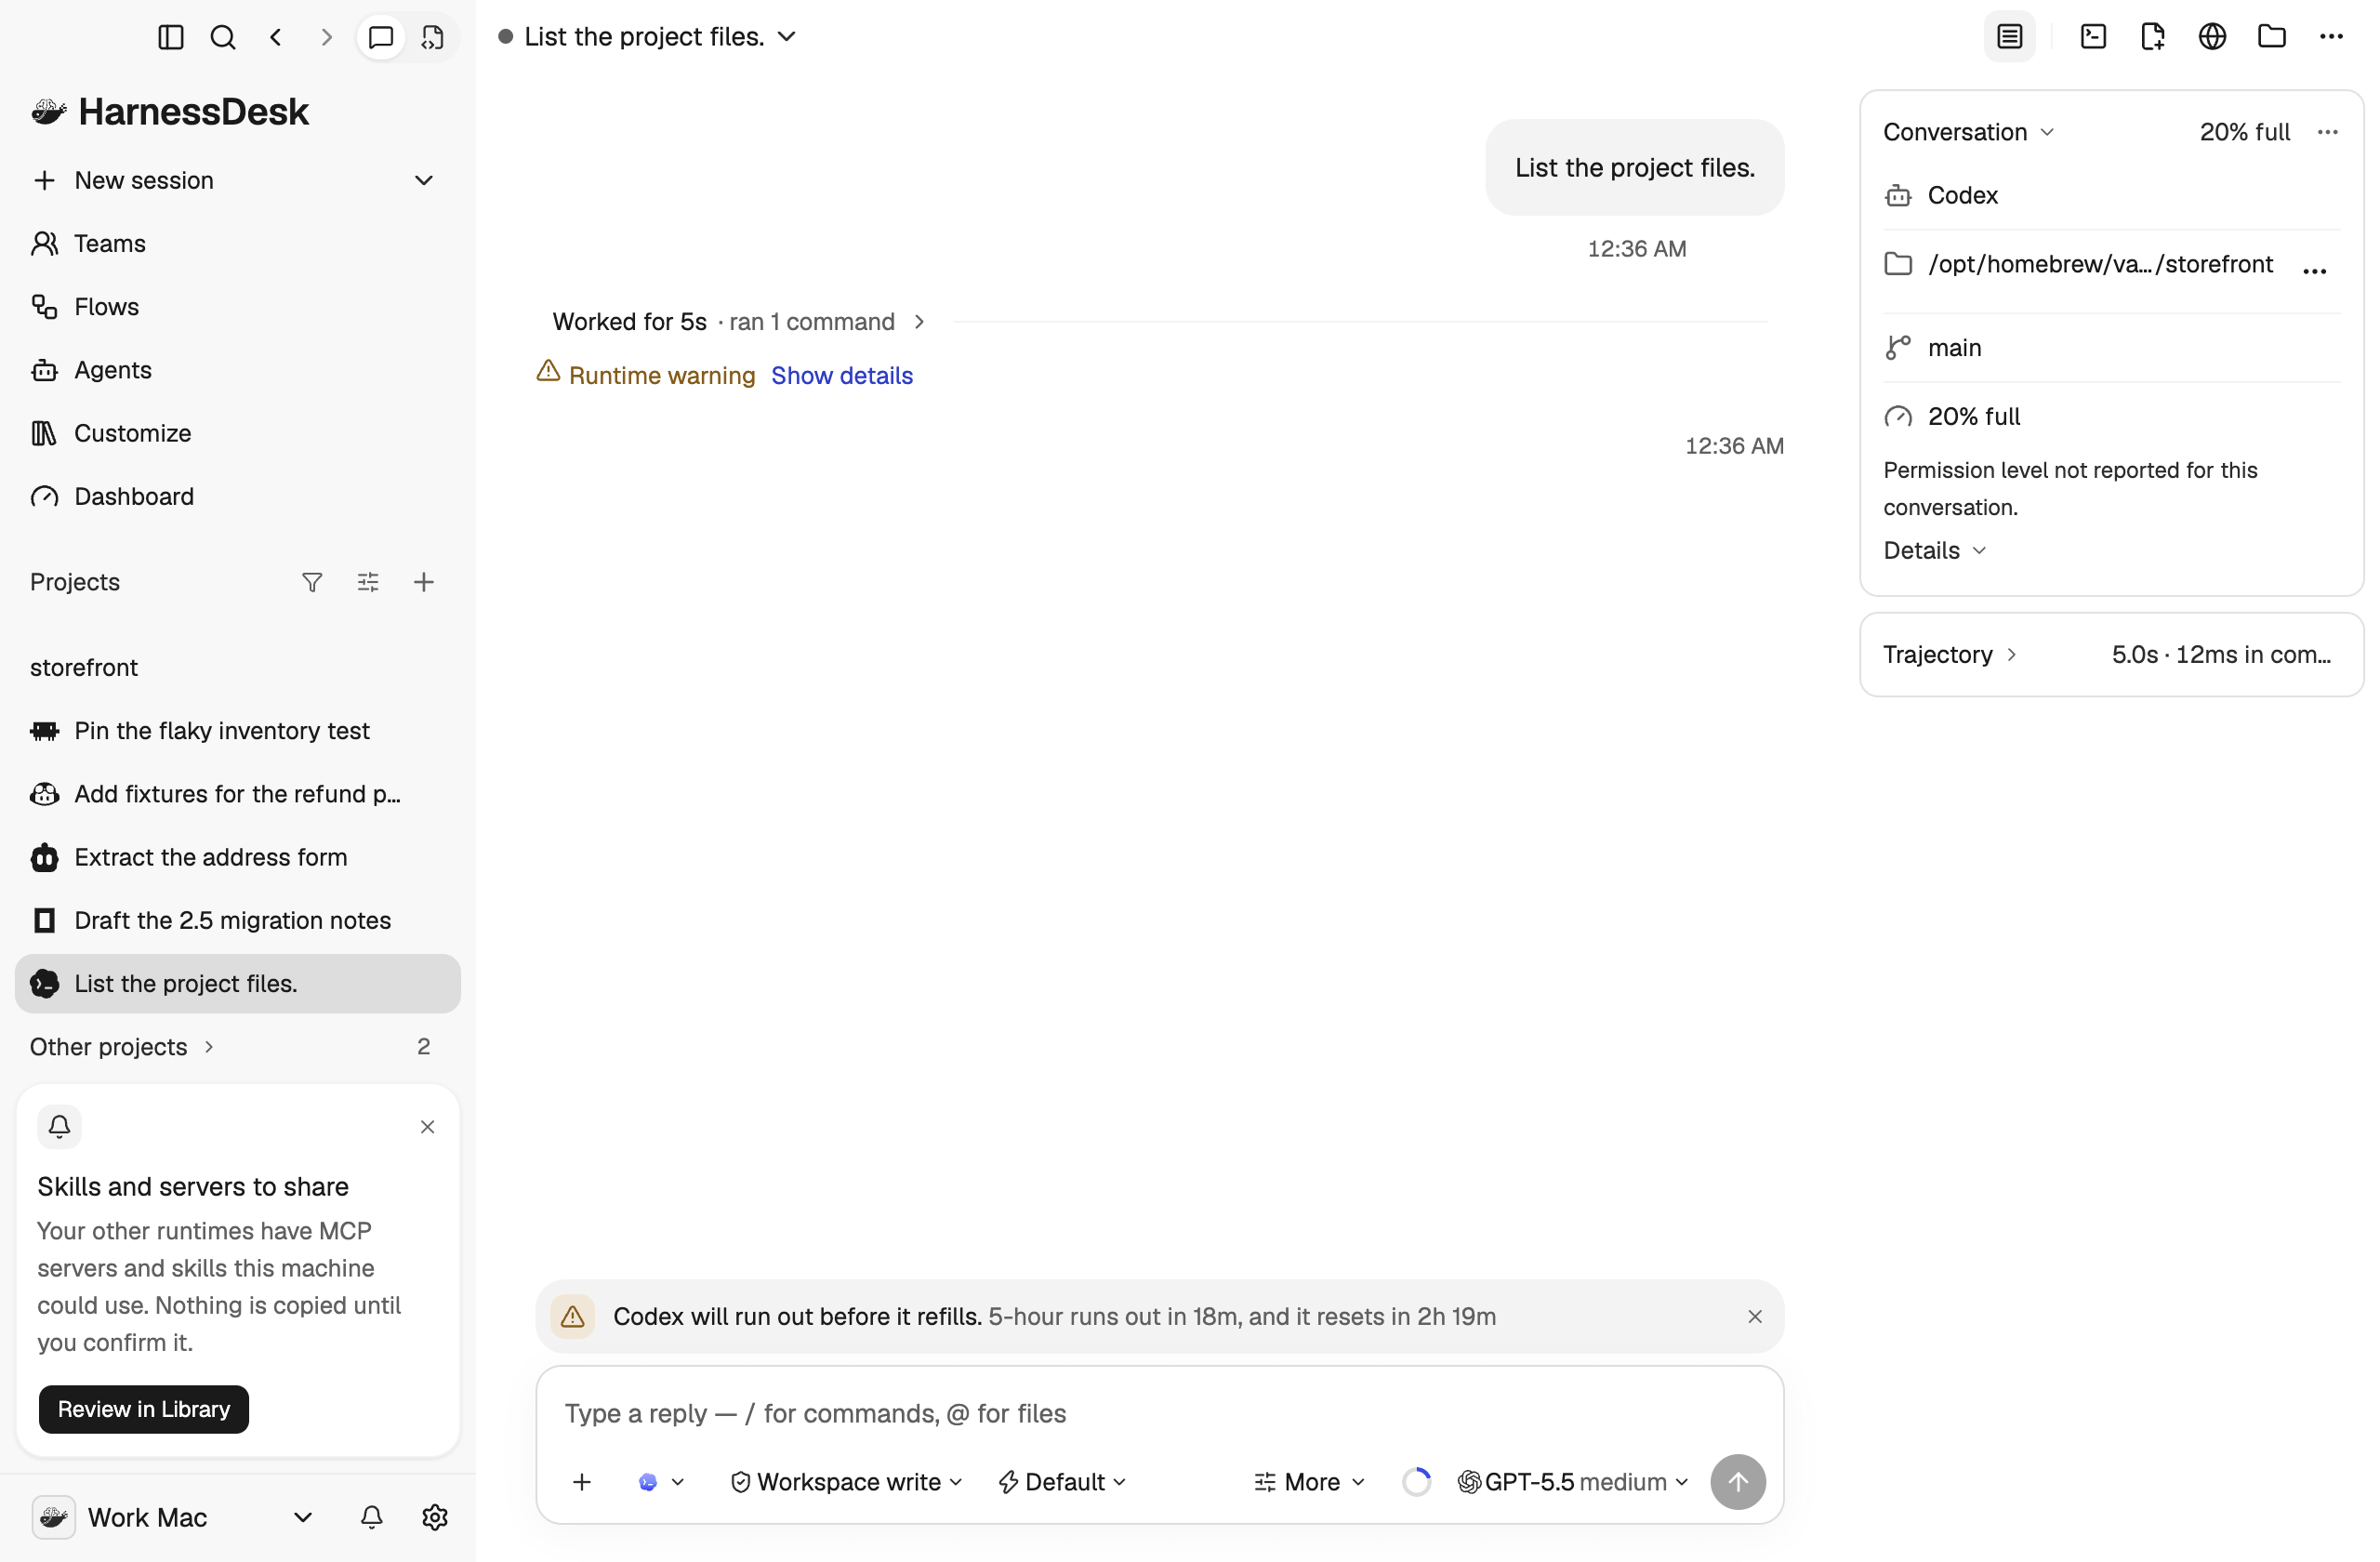 List the project files.
HarnessDesk
New session
Teams
Flows
Agents
Customize
Dashboard
Projects
storefront
Pin the flaky inventory test
Add fixtures for the refund p...
Extract the address form
Draft the 2.5 migration notes
List the project files.
Other projects 2
Skills and servers to share
Your other runtimes have MCP
servers and skills this machine
could use. Nothing is copied until
you confirm it.
Review in Library
Work Mac
List the project files.
12:36 AM
Worked for 5s · ran 1 command
Runtime warning Show details
12:36 AM
Codex will run out before it refills. 5-hour runs out in 18m, and it resets in 2h 19m
Type a reply — / for commands, @ for files
Workspace write Default More GPT-5.5 medium
Conversation 20% full
Codex
/opt/homebrew/va.../storefront
main
20% full
Permission level not reported for this
conversation.
Details
Trajectory 5.0s · 12ms in com...